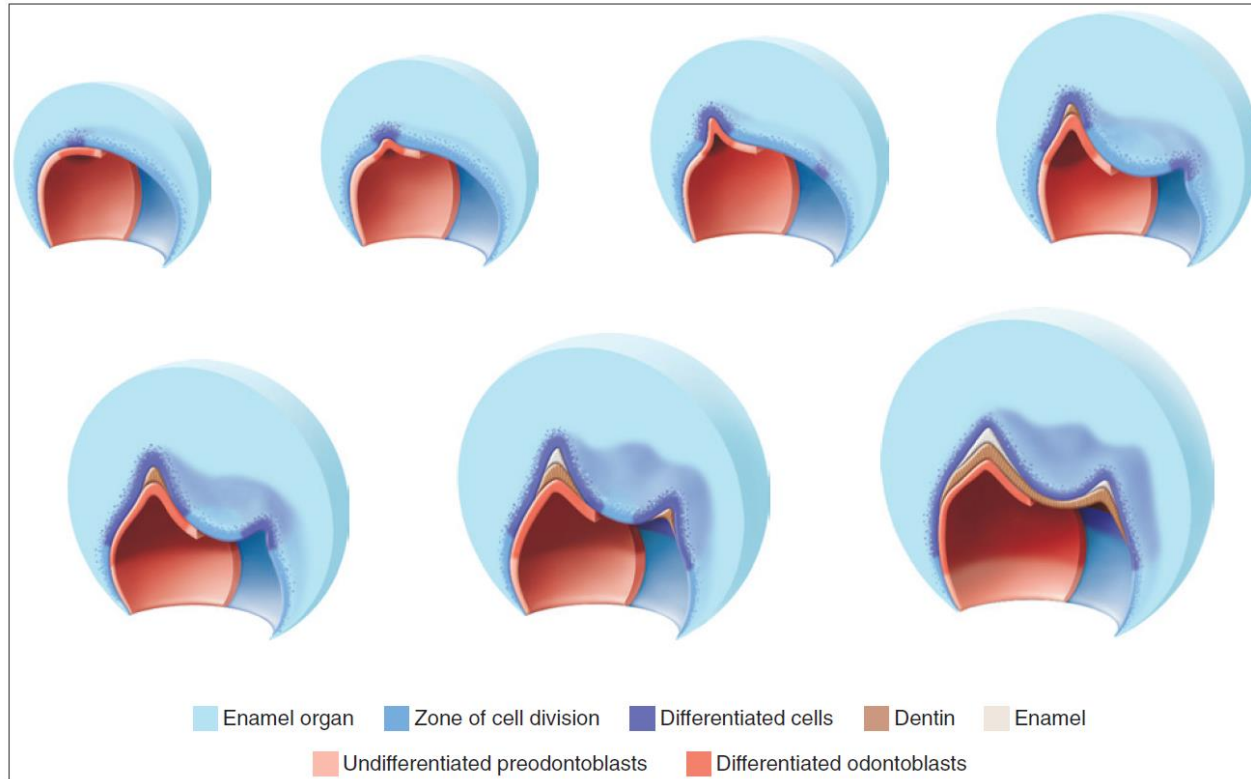 Enamel organ Zone of cell division Differentiated cells Dentin Enamel
Undifferentiated preodontoblasts Differentiated odontoblasts